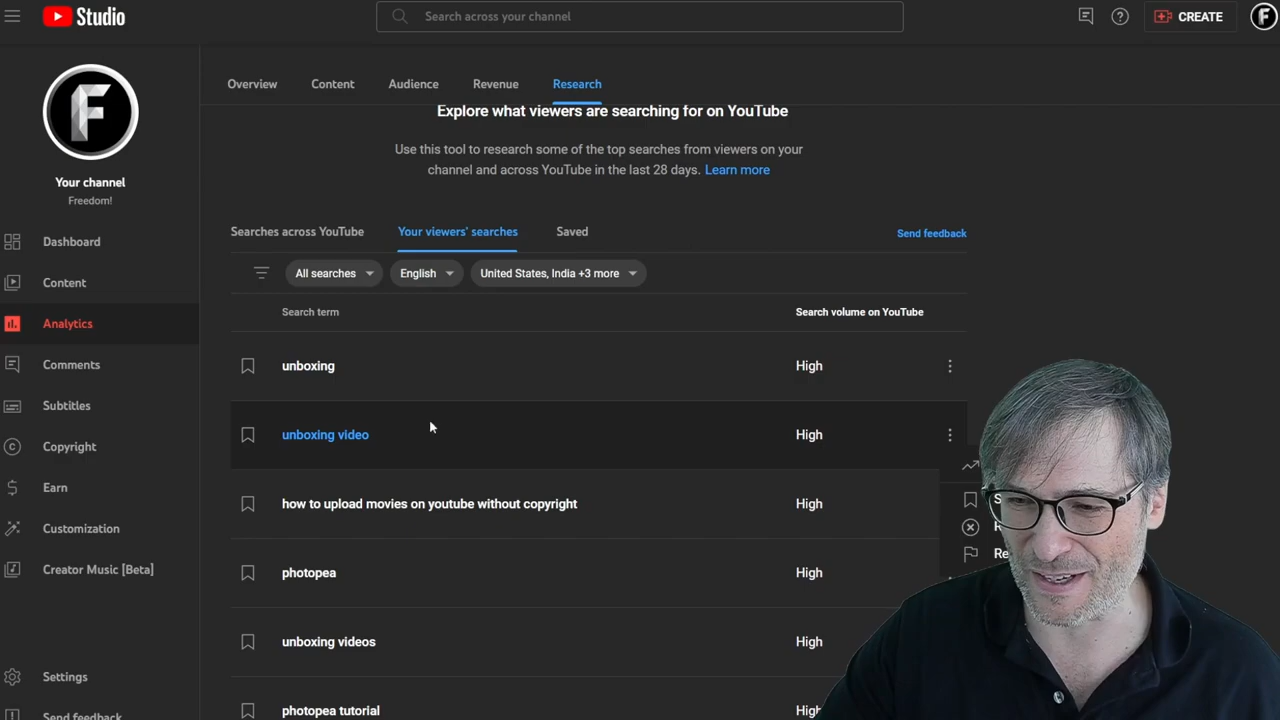 Studio
Search across your channel
CREATE
F
F
Your channel
Freedom!
Dashboard
Content
Analytics
Comments
Subtitles
Copyright
Earn
Customization
Creator Music [Beta]
Settings
Send feedback
Overview Content Audience Revenue Research
Explore what viewers are searching for on YouTube
Use this tool to research some of the top searches from viewers on your
channel and across YouTube in the last 28 days. Learn more
Searches across YouTube Your viewers' searches Saved Send feedback
All searches English United States, India +3 more
Search term Search volume on YouTube
unboxing High
unboxing video High
how to upload movies on youtube without copyright High
photopea High
unboxing videos High
photopea tutorial High